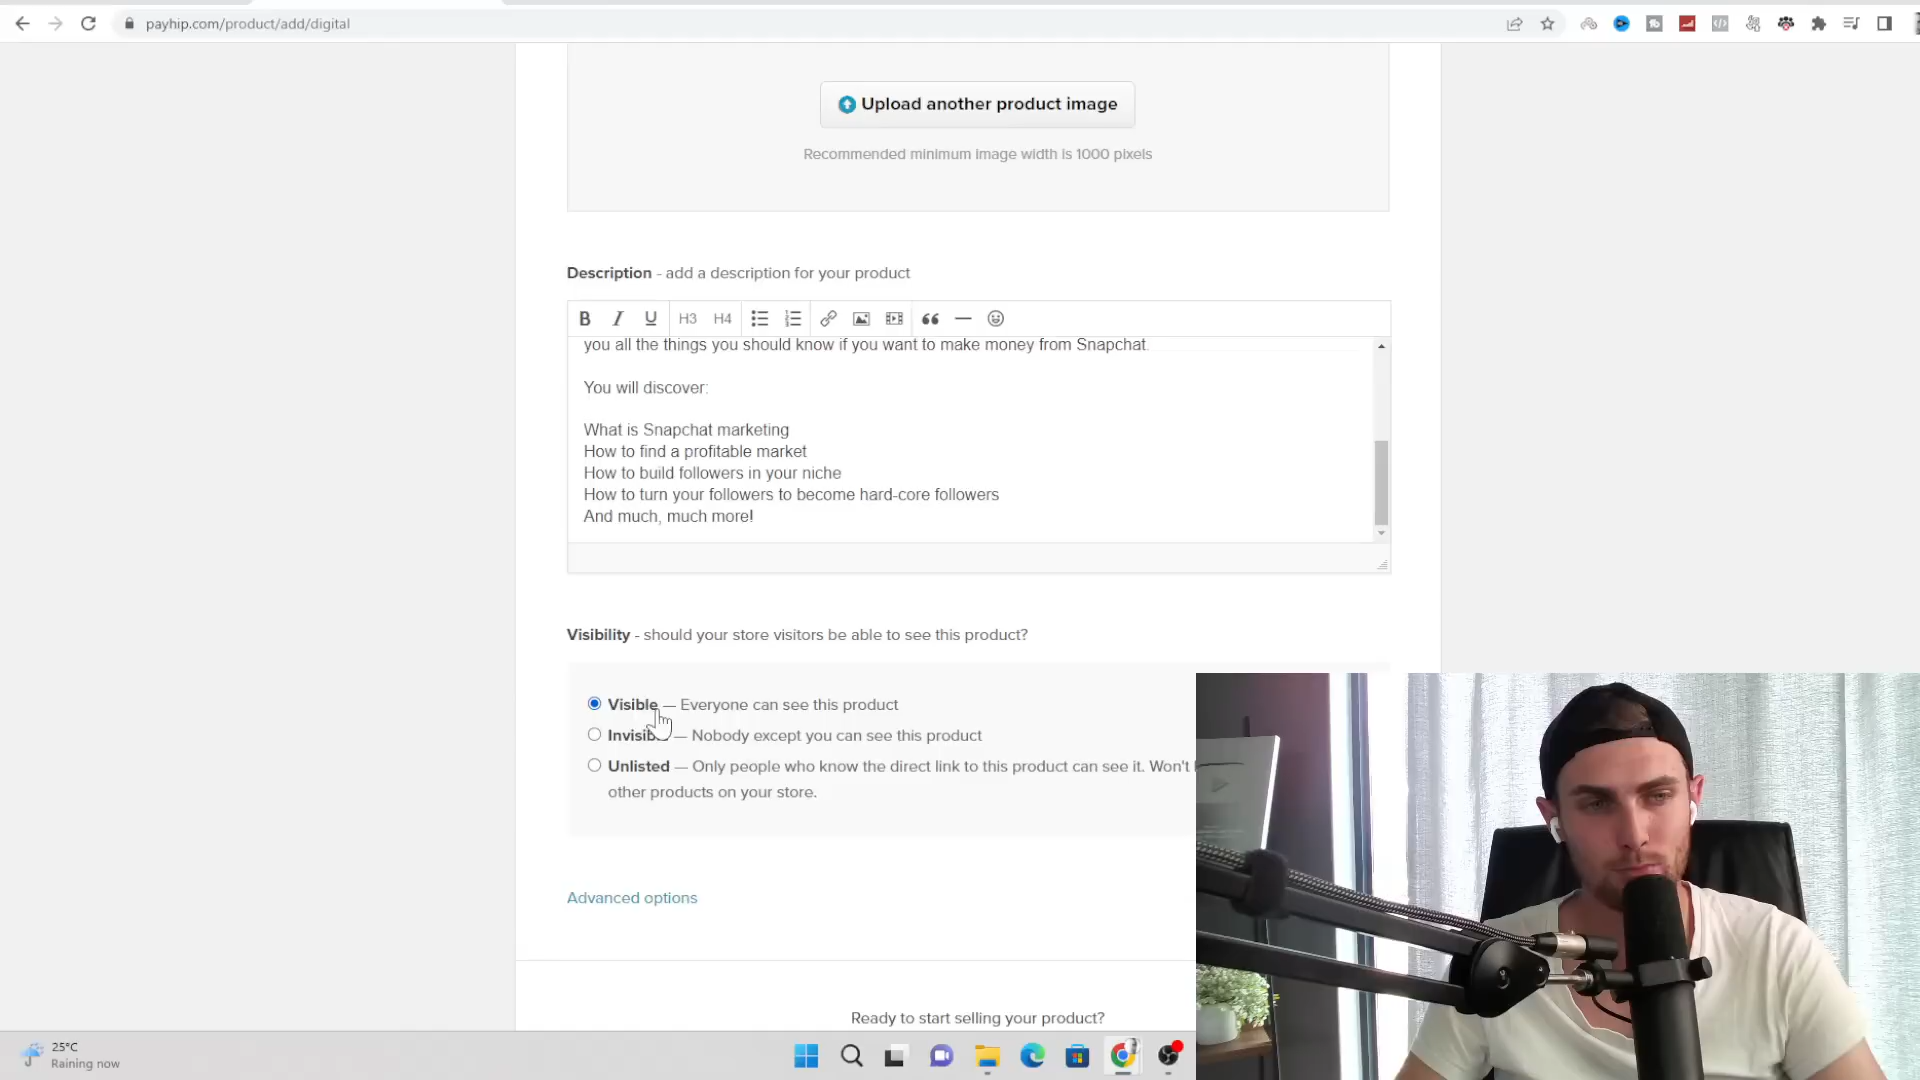 payhip.com/product/add/digital
Upload another product image
Recommended minimum image width is 1000 pixels
Description - add a description for your product
B I U H3 H4
you all the things you should know if you want to make money from Snapchat.
You will discover:
What is Snapchat marketing
How to find a profitable market
How to build followers in your niche
How to turn your followers to become hard-core followers
And much, much more!
Visibility - should your store visitors be able to see this product?
Visible — Everyone can see this product
— Nobody except you can see this product
Unlisted — Only people who know the direct link to this product can see it. Won't
other products on your store.
Advanced options
Ready to start selling your product?
25°C
Raining now